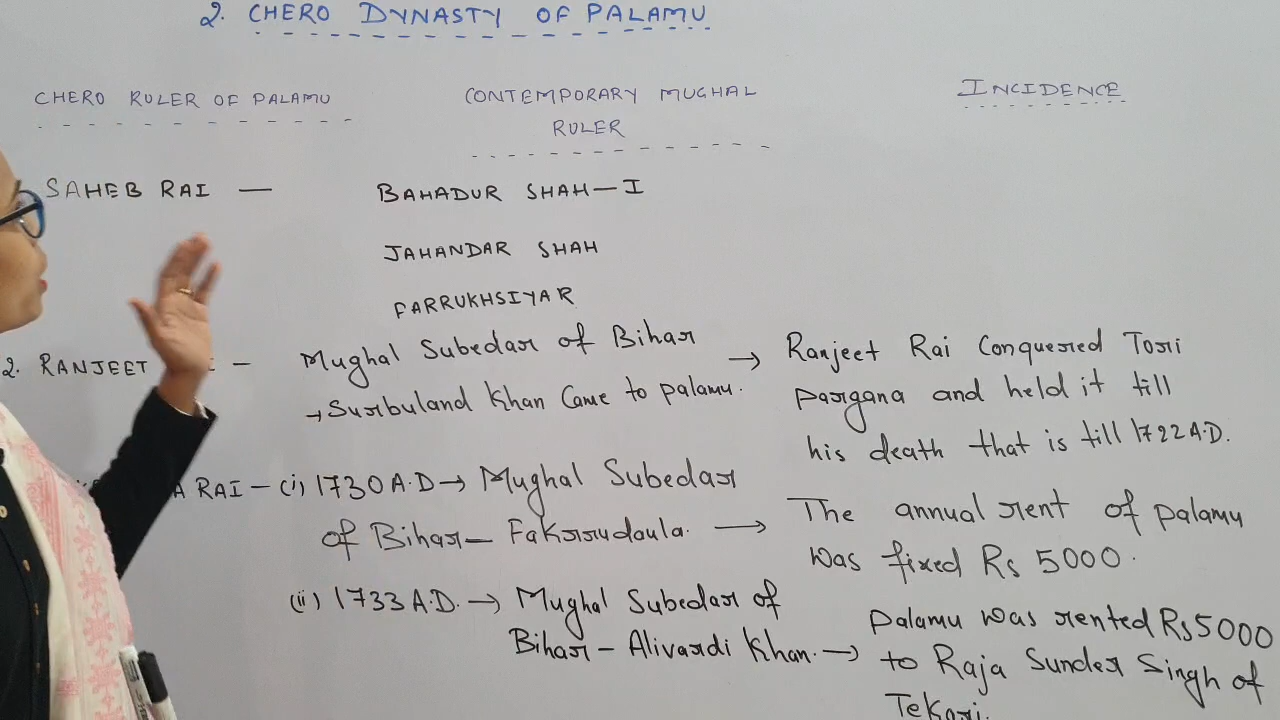 2. CHERO DYNASTY OF PALAMU
CHERO RULER OF PALAMU
CONTEMPORARY MUGHAL
RULER
INCIDENCE
SAHEB RAI —
BAHADUR SHAH-I
JAHANDAR SHAH
FARRUKHSIYAR
2. RANJEET —
Mughal Subedar of Bihar
→ Surbuland Khan Came to palamu.
→ Ranjeet Rai Conquered Tori
pargana and held it till
his death that is till 1722 A.D.
A RAI – (i) 1730 A.D → Mughal Subedar
of Bihar – Fakrrudaula. →
The annual rent of palamu
was fixed Rs 5000.
(ii) 1733 A.D. → Mughal Subedar of
Bihar – Alivardi Khan. →
palamu was rented Rs 5000
to Raja Sunder Singh of
Tekari.